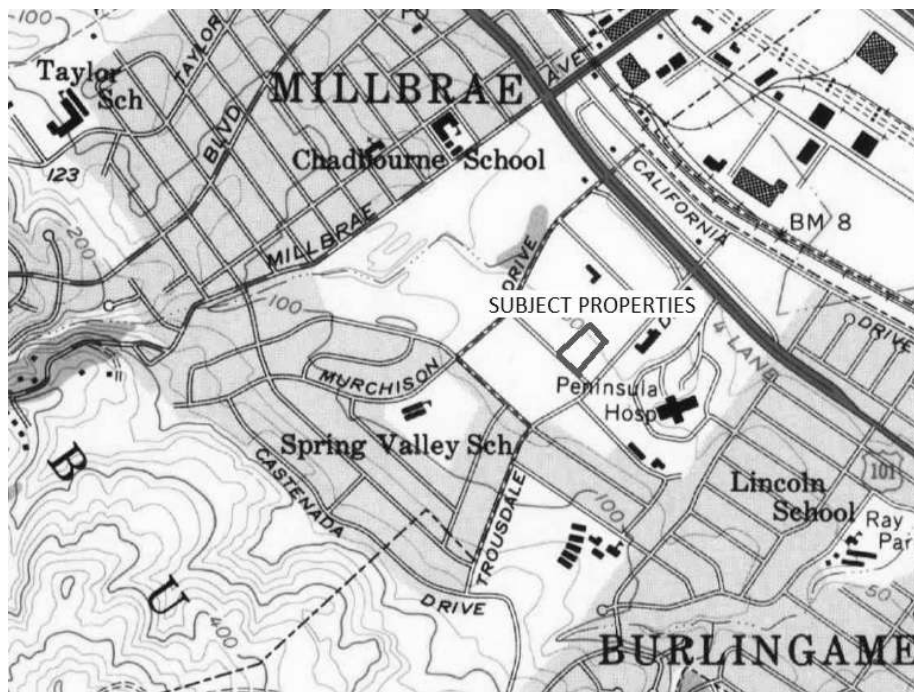 100
Taylor
Sch
TAYLOR
BLVD
MILLBRAE
AVE
Chadbourne School
123
200
MILLBRAE
CALIFORNIA
BM 8
DRIVE
SUBJECT PROPERTIES
100
DRIVE
4 LANE
MURCHISON
Peninsula
Hosp
Spring Valley Sch
CASTENADA
TROUSDALE
100
101
Lincoln
School
Ray
Par
50
B
U
400
DRIVE
BURLINGAME